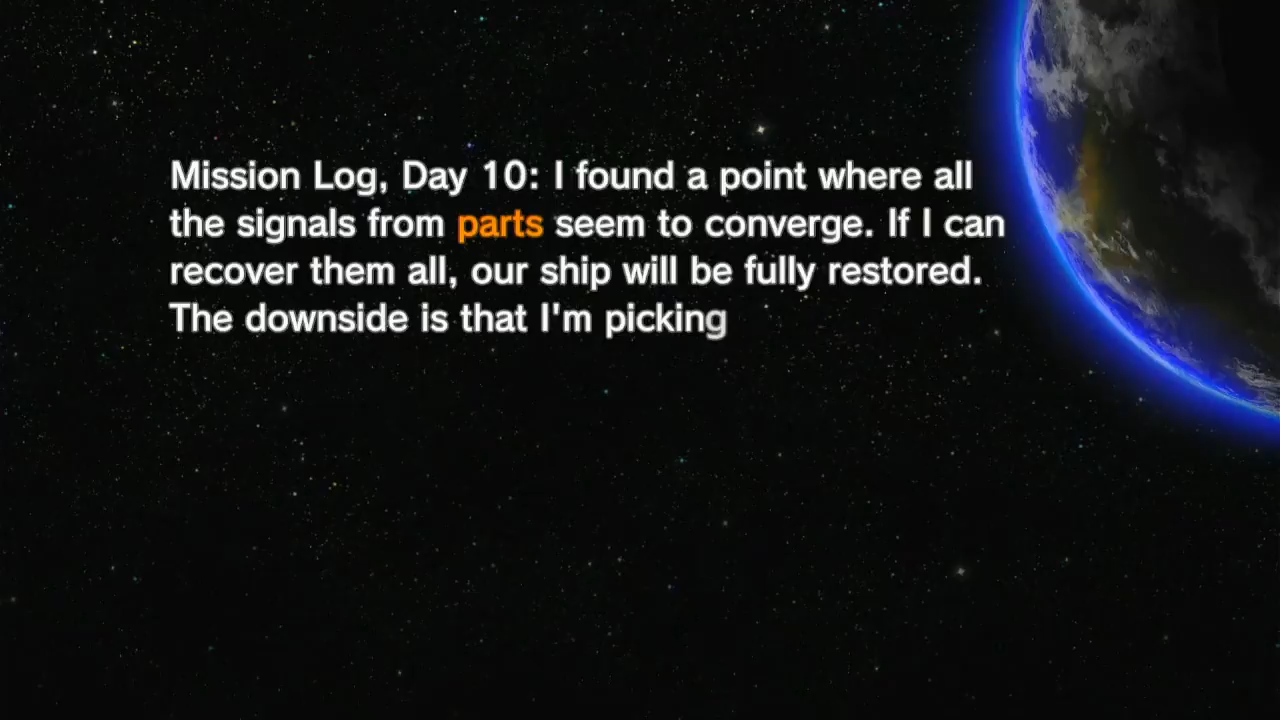 Mission Log, Day 10: I found a point where all
the signals from parts seem to converge. If I can
recover them all, our ship will be fully restored.
The downside is that I'm picking